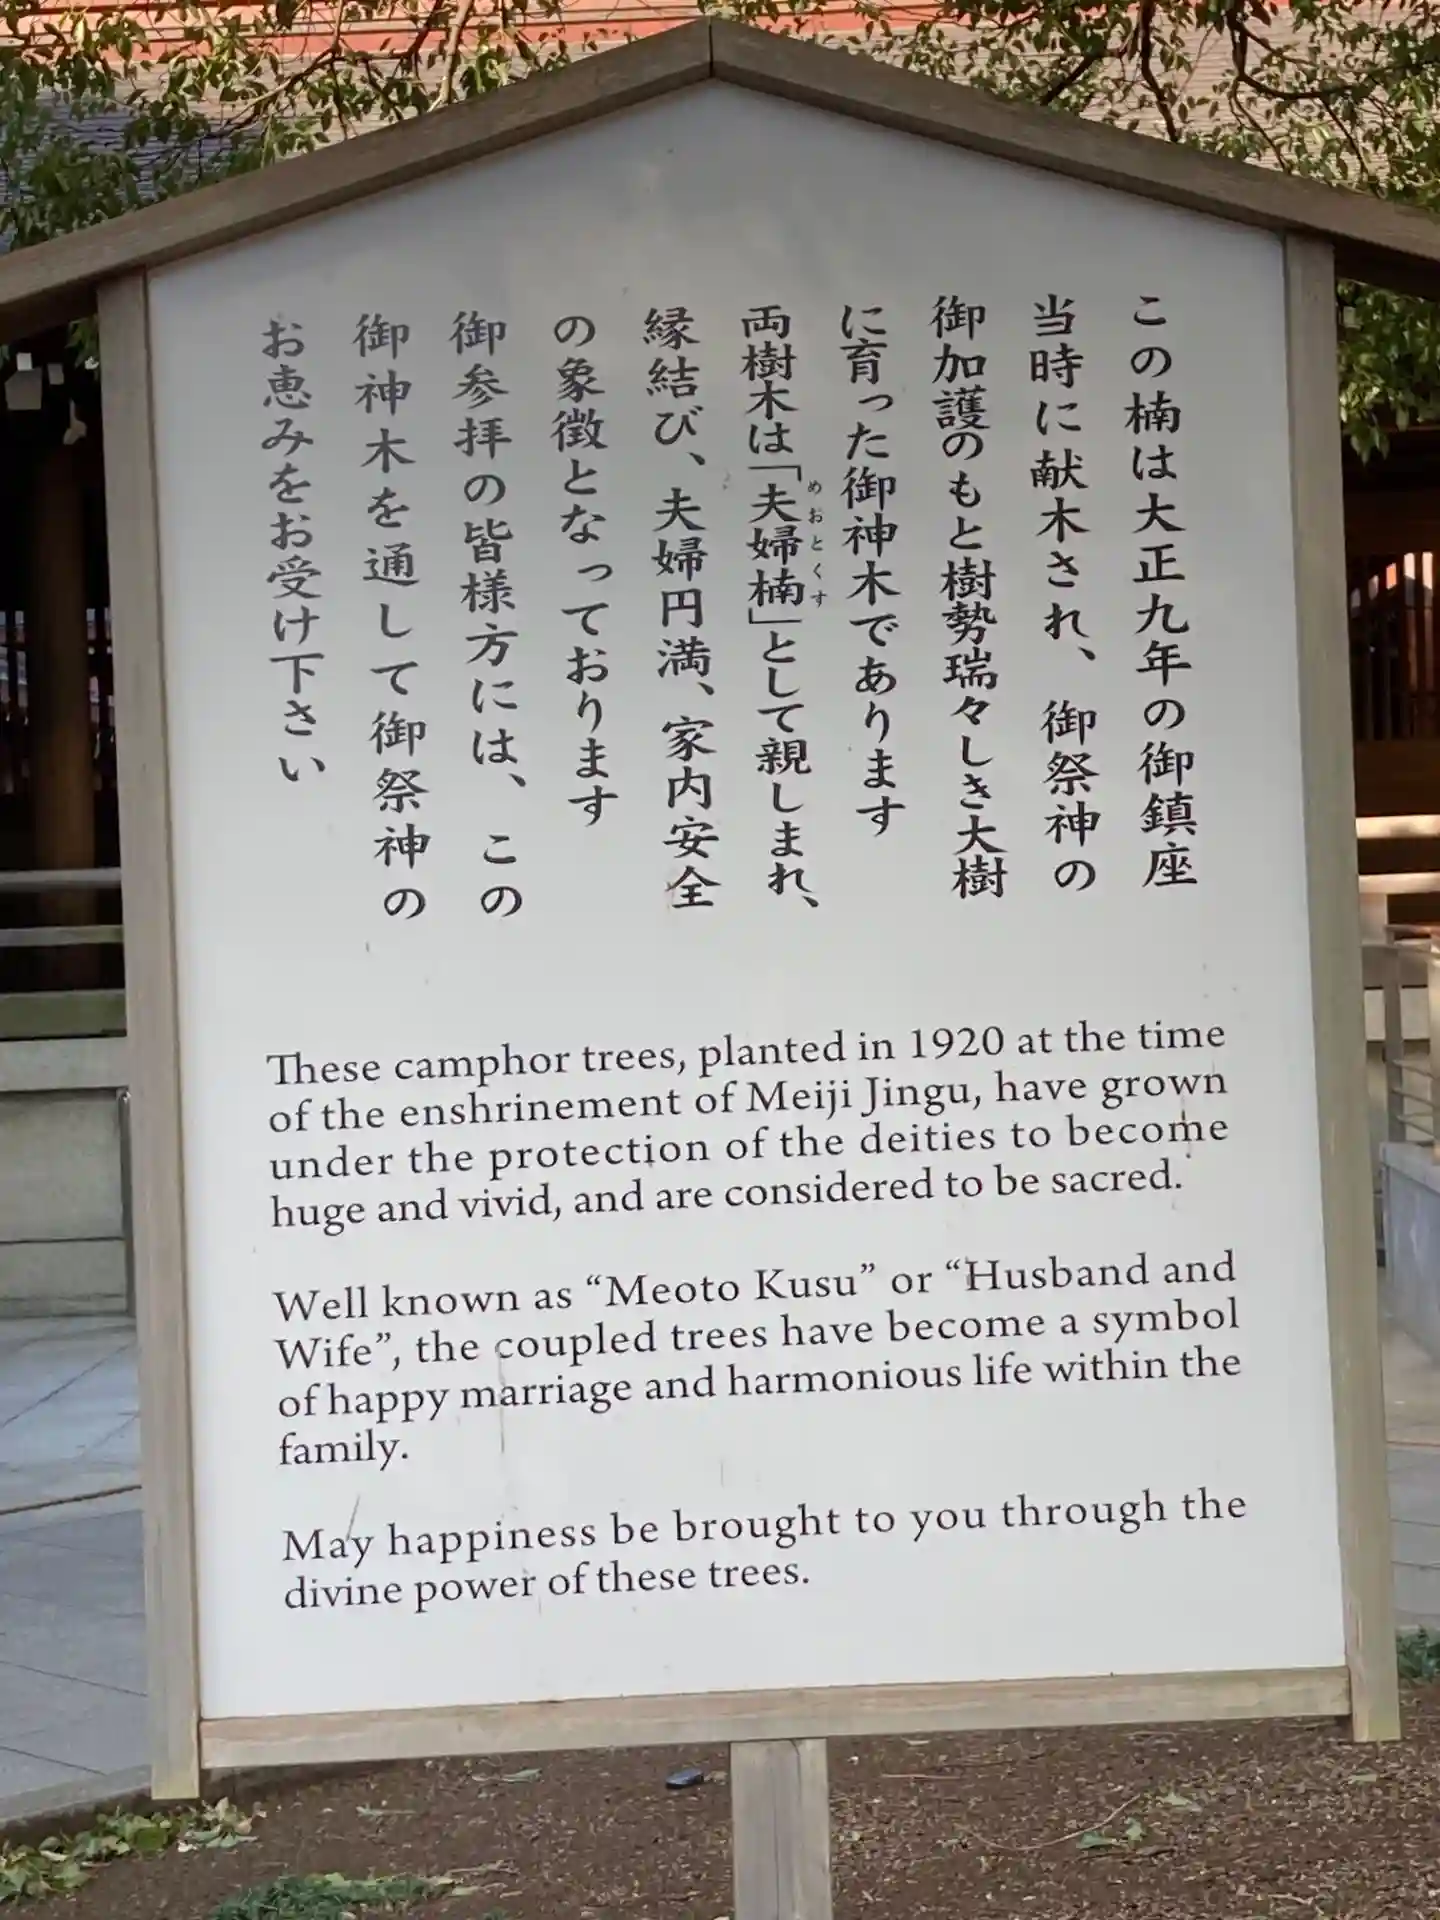 この楠は大正九年の御鎮座
当時に献木され、御祭神の
御加護のもと樹勢瑞々しき大樹
に育った御神木であります
両樹木は「夫婦楠」として親しまれ、
めおとくす
縁結び、夫婦円満、家内安全
の象徴となっております
御参拝の皆様方には、この
御神木を通して御祭神の
お恵みをお受け下さい
These camphor trees, planted in 1920 at the time
of the enshrinement of Meiji Jingu, have grown
under the protection of the deities to become
huge and vivid, and are considered to be sacred.
Well known as “Meoto Kusu” or “Husband and
Wife”, the coupled trees have become a symbol
of happy marriage and harmonious life within the
family.
May happiness be brought to you through the
divine power of these trees.